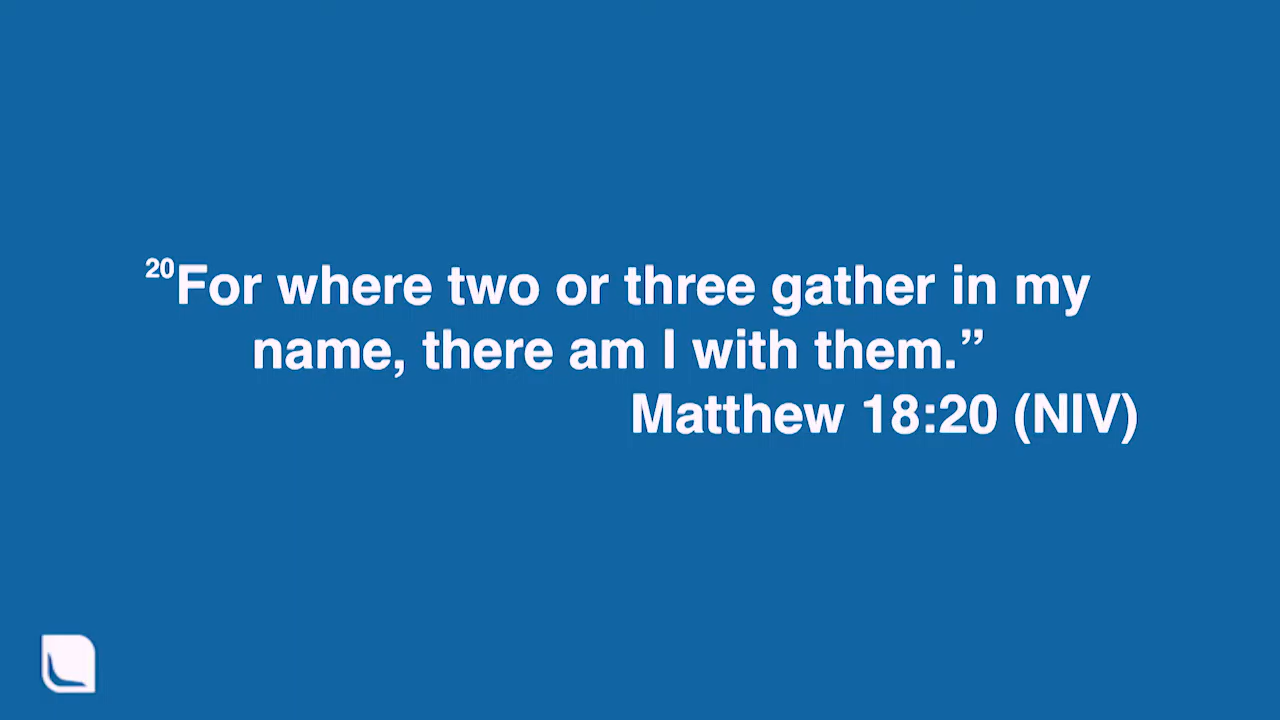 20For where two or three gather in my
name, there am I with them.”
Matthew 18:20 (NIV)